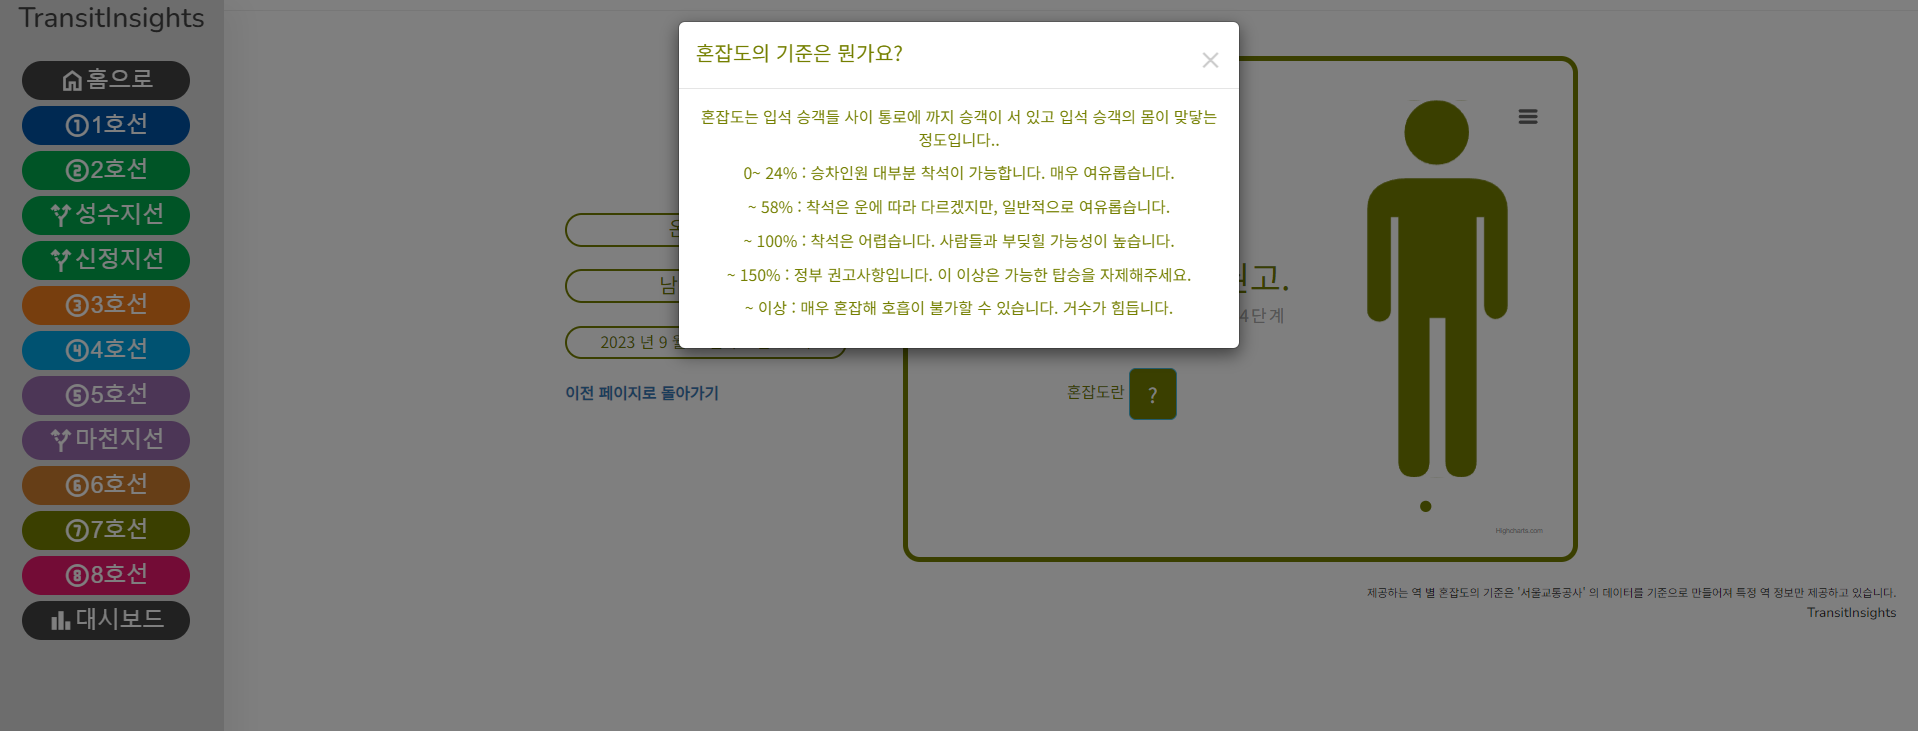 TransitInsights
홈으로
1호선
2호선
성수지선
신정지선
3호선
4호선
5호선
마천지선
6호선
7호선
8호선
대시보드
혼잡도의 기준은 뭔가요?
혼잡도는 입석 승객들 사이 통로에 까지 승객이 서 있고 입석 승객의 몸이 맞닿는
정도입니다..
0~ 24% : 승차인원 대부분 착석이 가능합니다. 매우 여유롭습니다.
~ 58% : 착석은 운에 따라 다르겠지만, 일반적으로 여유롭습니다.
~ 100% : 착석은 어렵습니다. 사람들과 부딪힐 가능성이 높습니다.
~ 150% : 정부 권고사항입니다. 이 이상은 가능한 탑승을 자제해주세요.
~ 이상 : 매우 혼잡해 호흡이 불가할 수 있습니다. 거수가 힘듭니다.
남
2023 년 9 월
이전 페이지로 돌아가기
권고.
4단계
혼잡도란 ?
Highcharts.com
제공하는 역 별 혼잡도의 기준은 '서울교통공사' 의 데이터를 기준으로 만들어져 특정 역 정보만 제공하고 있습니다.
TransitInsights